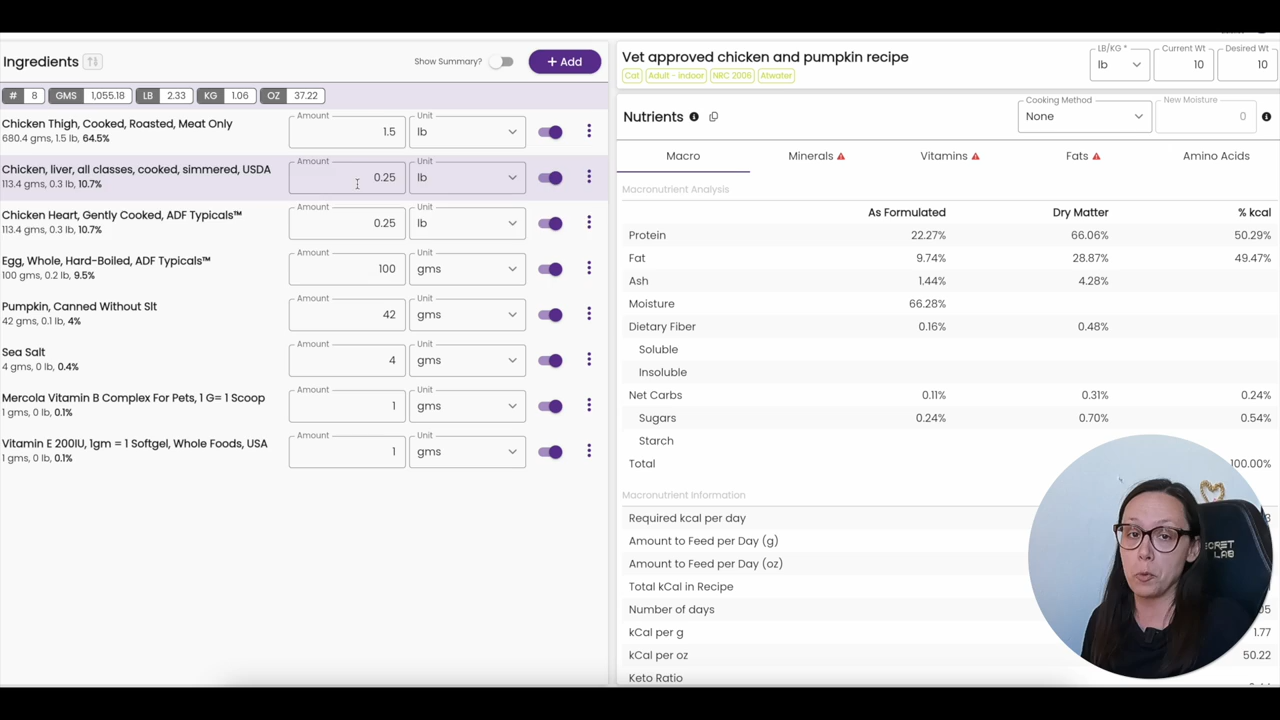 Ingredients
Show Summary?
+ Add
# 8 GMS 1,055.18 LB 2.33 KG 1.06 OZ 37.22
Chicken Thigh, Cooked, Roasted, Meat Only
680.4 gms, 1.5 lb, 64.5%
Amount 1.5 Unit lb
Chicken, liver, all classes, cooked, simmered, USDA
113.4 gms, 0.3 lb, 10.7%
Amount 0.25 Unit lb
Chicken Heart, Gently Cooked, ADF Typicals™
113.4 gms, 0.3 lb, 10.7%
Amount 0.25 Unit lb
Egg, Whole, Hard-Boiled, ADF Typicals™
100 gms, 0.2 lb, 9.5%
Amount 100 Unit gms
Pumpkin, Canned Without Slt
42 gms, 0.1 lb, 4%
Amount 42 Unit gms
Sea Salt
4 gms, 0 lb, 0.4%
Amount 4 Unit gms
Mercola Vitamin B Complex For Pets, 1 G= 1 Scoop
1 gms, 0 lb, 0.1%
Amount 1 Unit gms
Vitamin E 200IU, 1gm = 1 Softgel, Whole Foods, USA
1 gms, 0 lb, 0.1%
Amount 1 Unit gms
Vet approved chicken and pumpkin recipe
Cat Adult - indoor NRC 2006 Atwater
LB/KG * lb Current Wt 10 Desired Wt 10
Nutrients
Cooking Method None New Moisture 0
Macro Minerals Vitamins Fats Amino Acids
Macronutrient Analysis
As Formulated Dry Matter % kcal
Protein 22.27% 66.06% 50.29%
Fat 9.74% 28.87% 49.47%
Ash 1.44% 4.28%
Moisture 66.28%
Dietary Fiber 0.16% 0.48%
Soluble
Insoluble
Net Carbs 0.11% 0.31% 0.24%
Sugars 0.24% 0.70% 0.54%
Starch
Total 100.00%
Macronutrient Information
Required kcal per day
Amount to Feed per Day (g)
Amount to Feed per Day (oz)
Total kCal in Recipe
Number of days
kCal per g 1.77
kCal per oz 50.22
Keto Ratio
SECRET
LAB